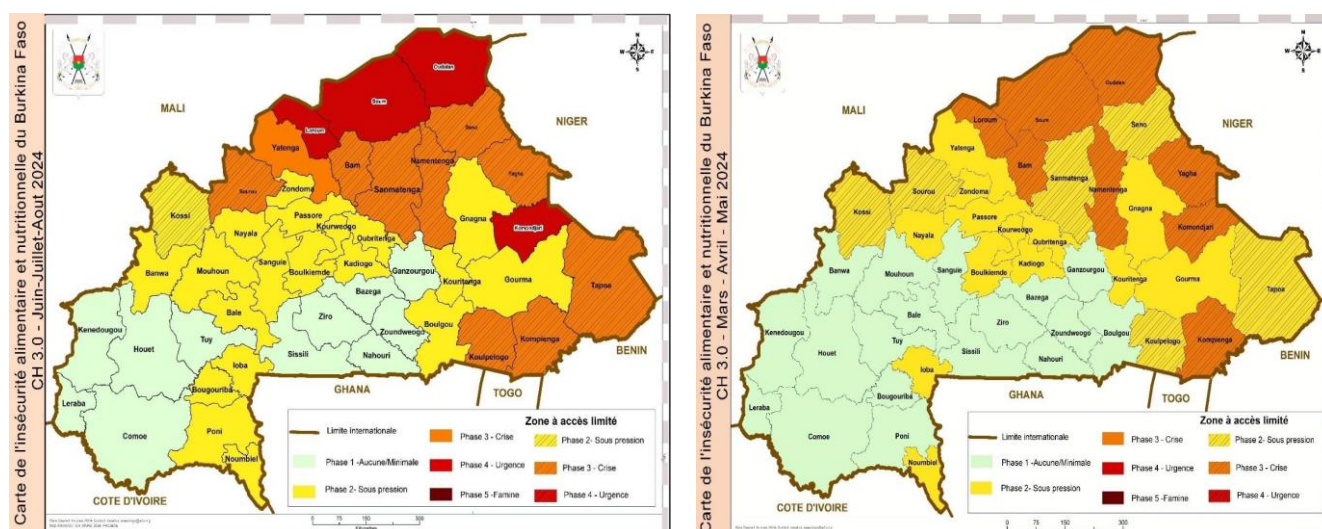 Carte de l'insécurité alimentaire et nutritionnelle du Burkina Faso
CH 3.0 - Juin-Juillet-Aout 2024
MALI
NIGER
BENIN
TOGO
GHANA
COTE D'IVOIRE
Oudalan
Soum
Loroum
Yatenga
Bam
Seno
Namentenga
Sanmatenga
Yagha
Sourou
Zondoma
Kossi
Gnagna
Komondjari
Passore
Kourweogo
Nayala
Oubritenga
Sanguie
Kadiogo
Ganzourgou
Banwa
Mouhoun
Boulkiemde
Kouritenga
Gourma
Tapoa
Bazega
Bale
Boulgou
Kenedougou
Ziro
Zoundweogo
Houet
Tuy
Kompienga
Koulpelogo
Sissili
Nahouri
Ioba
Bougouriba
Leraba
Comoe
Poni
Noumbiel
Limite internationale
Phase 1 -Aucune/Minimale
Phase 2- Sous pression
Phase 3 - Crise
Phase 4 - Urgence
Phase 5 -Famine
Zone à accès limité
Phase 2- Sous pression
Phase 3 - Crise
Phase 4 - Urgence
0 75 150 300
Carte de l'insécurité alimentaire et nutritionnelle du Burkina Faso
CH 3.0 - Mars - Avril - Mai 2024
MALI
NIGER
BENIN
TOGO
GHANA
COTE D'IVOIRE
Oudalan
Loroum
Soum
Seno
Yatenga
Bam
Sanmatenga
Yagha
Namentenga
Sourou
Zondoma
Kossi
Gnagna
Komondjari
Passore
Kourweogo
Nayala
Oubritenga
Sanguie
Kadiogo
Ganzourgou
Banwa
Mouhoun
Boulkiemde
Kouritenga
Gourma
Tapoa
Bazega
Bale
Boulgou
Kenedougou
Ziro
Zoundweogo
Houet
Tuy
Koulpelogo
Kompienga
Sissili
Nahouri
Ioba
Bougouriba
Leraba
Comoe
Poni
Noumbiel
Limite internationale
Phase 1 -Aucune/Minimale
Phase 2- Sous pression
Phase 3 - Crise
Phase 4 - Urgence
Phase 5 -Famine
Zone à accès limité
Phase 2- Sous pression
Phase 3 - Crise
Phase 4 - Urgence
0 75 150 300